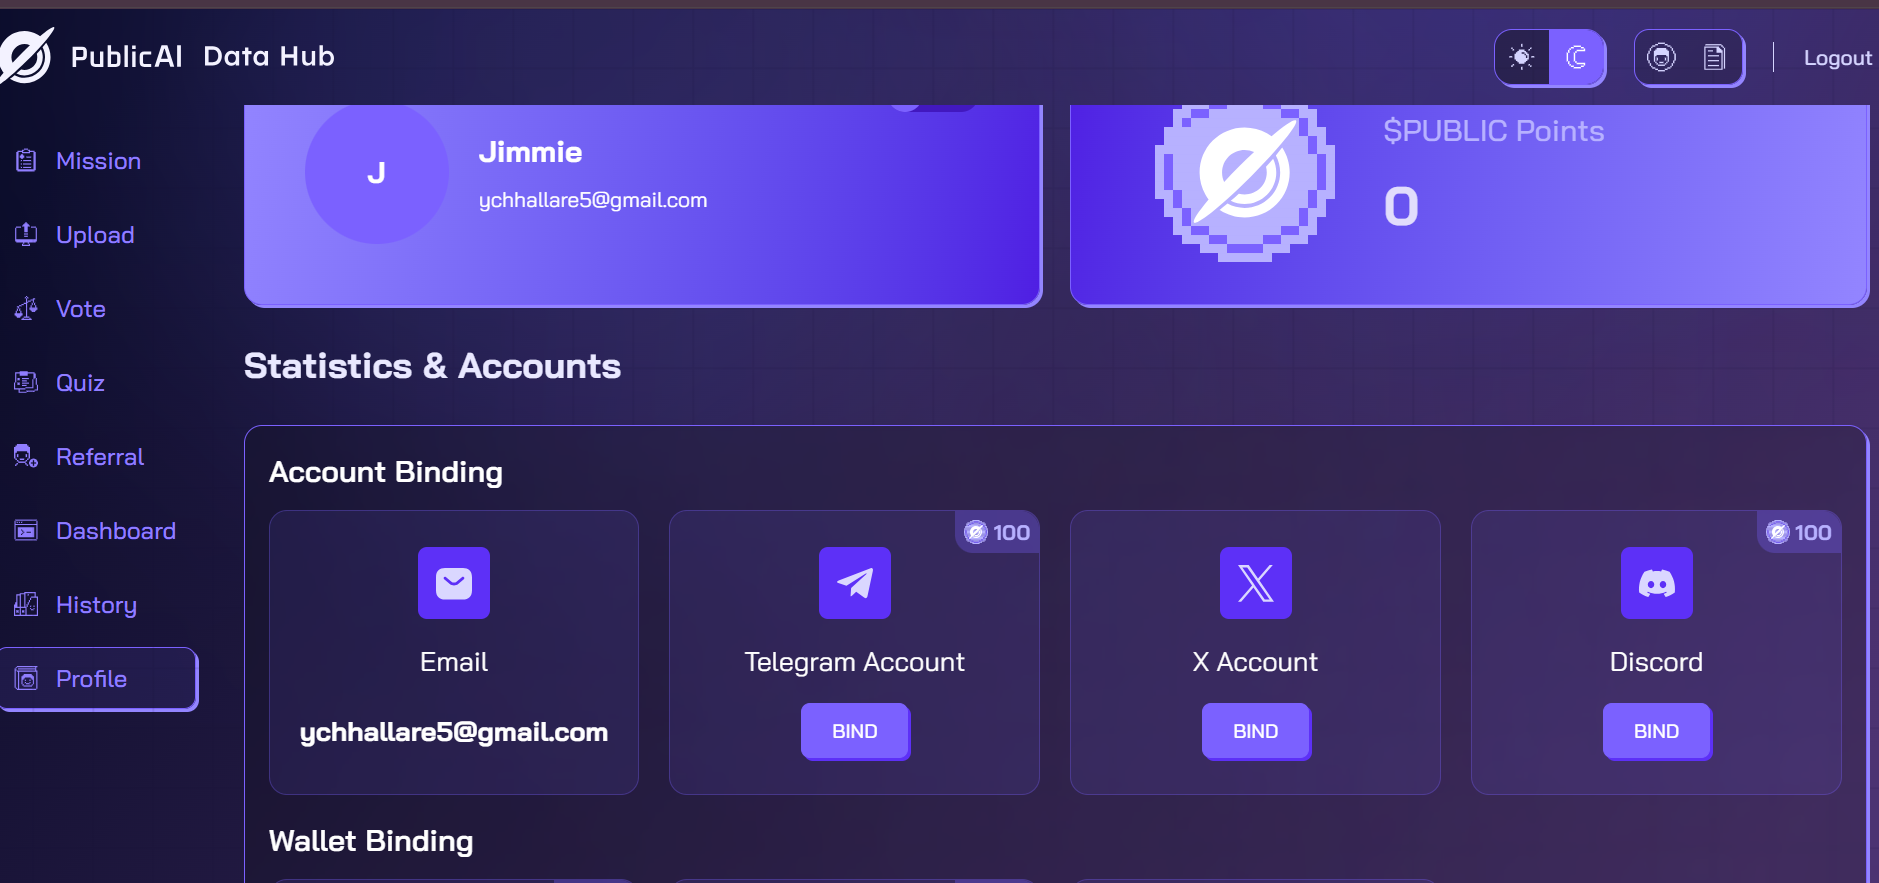 PublicAI Data Hub
Logout
Mission
Upload
Vote
Quiz
Referral
Dashboard
History
Profile
J
Jimmie
ychhallare5@gmail.com
$PUBLIC Points
0
Statistics & Accounts
Account Binding
Email
ychhallare5@gmail.com
100
Telegram Account
BIND
X Account
BIND
100
Discord
BIND
Wallet Binding